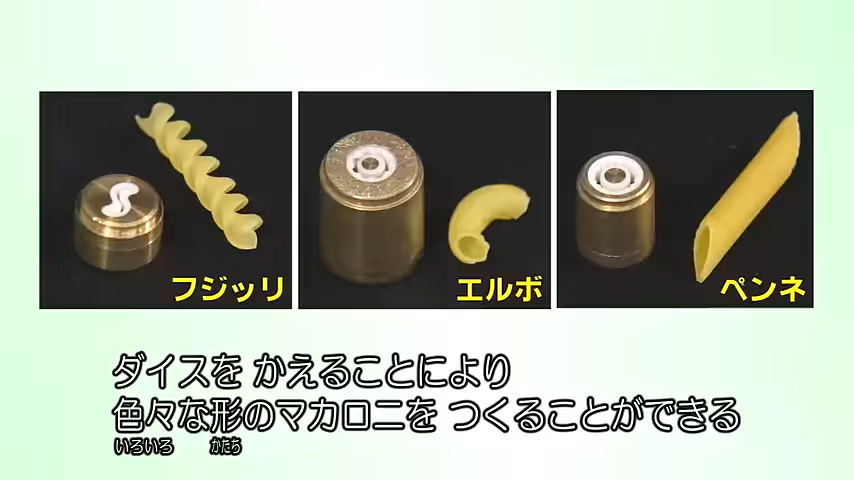 フジッリ
エルボ
ペンネ
ダイスを かえることにより
色々な形のマカロニを つくることができる
いろいろ かたち